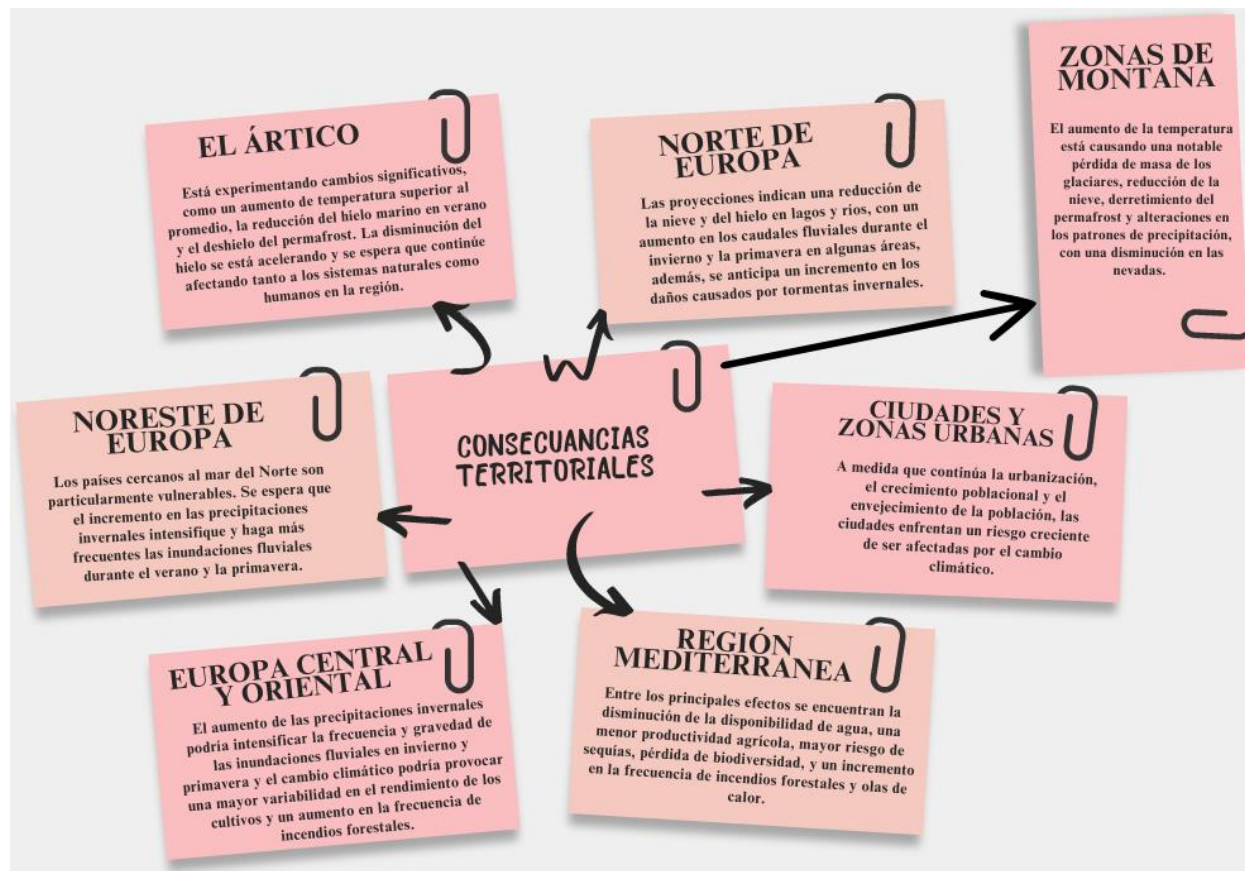 EL ÁRTICO
Está experimentando cambios significativos,
como un aumento de temperatura superior al
promedio, la reducción del hielo marino en verano
y el deshielo del permafrost. La disminución del
hielo se está acelerando y se espera que continúe
afectando tanto a los sistemas naturales como
humanos en la región.
NORTE DE
EUROPA
Las proyecciones indican una reducción de
la nieve y del hielo en lagos y ríos, con un
aumento en los caudales fluviales durante el
invierno y la primavera en algunas áreas,
además, se anticipa un incremento en los
daños causados por tormentas invernales.
ZONAS DE
MONTANA
El aumento de la temperatura
está causando una notable
pérdida de masa de los
glaciares, reducción de la
nieve, derretimiento del
permafrost y alteraciones en
los patrones de precipitación,
con una disminución en las
nevadas.
NORESTE DE
EUROPA
Los países cercanos al mar del Norte son
particularmente vulnerables. Se espera que
el incremento en las precipitaciones
invernales intensifique y haga más
frecuentes las inundaciones fluviales
durante el verano y la primavera.
CONSECUANCIAS
TERRITORIALES
CIUDADES Y
ZONAS URBANAS
A medida que continúa la urbanización,
el crecimiento poblacional y el
envejecimiento de la población, las
ciudades enfrentan un riesgo creciente
de ser afectadas por el cambio
climático.
EUROPA CENTRAL
Y ORIENTAL
El aumento de las precipitaciones invernales
podría intensificar la frecuencia y gravedad de
las inundaciones fluviales en invierno y
primavera y el cambio climático podría provocar
una mayor variabilidad en el rendimiento de los
cultivos y un aumento en la frecuencia de
incendios forestales.
REGIÓN
MEDITERRANEA
Entre los principales efectos se encuentran la
disminución de la disponibilidad de agua, una
menor productividad agrícola, mayor riesgo de
sequías, pérdida de biodiversidad, y un incremento
en la frecuencia de incendios forestales y olas de
calor.